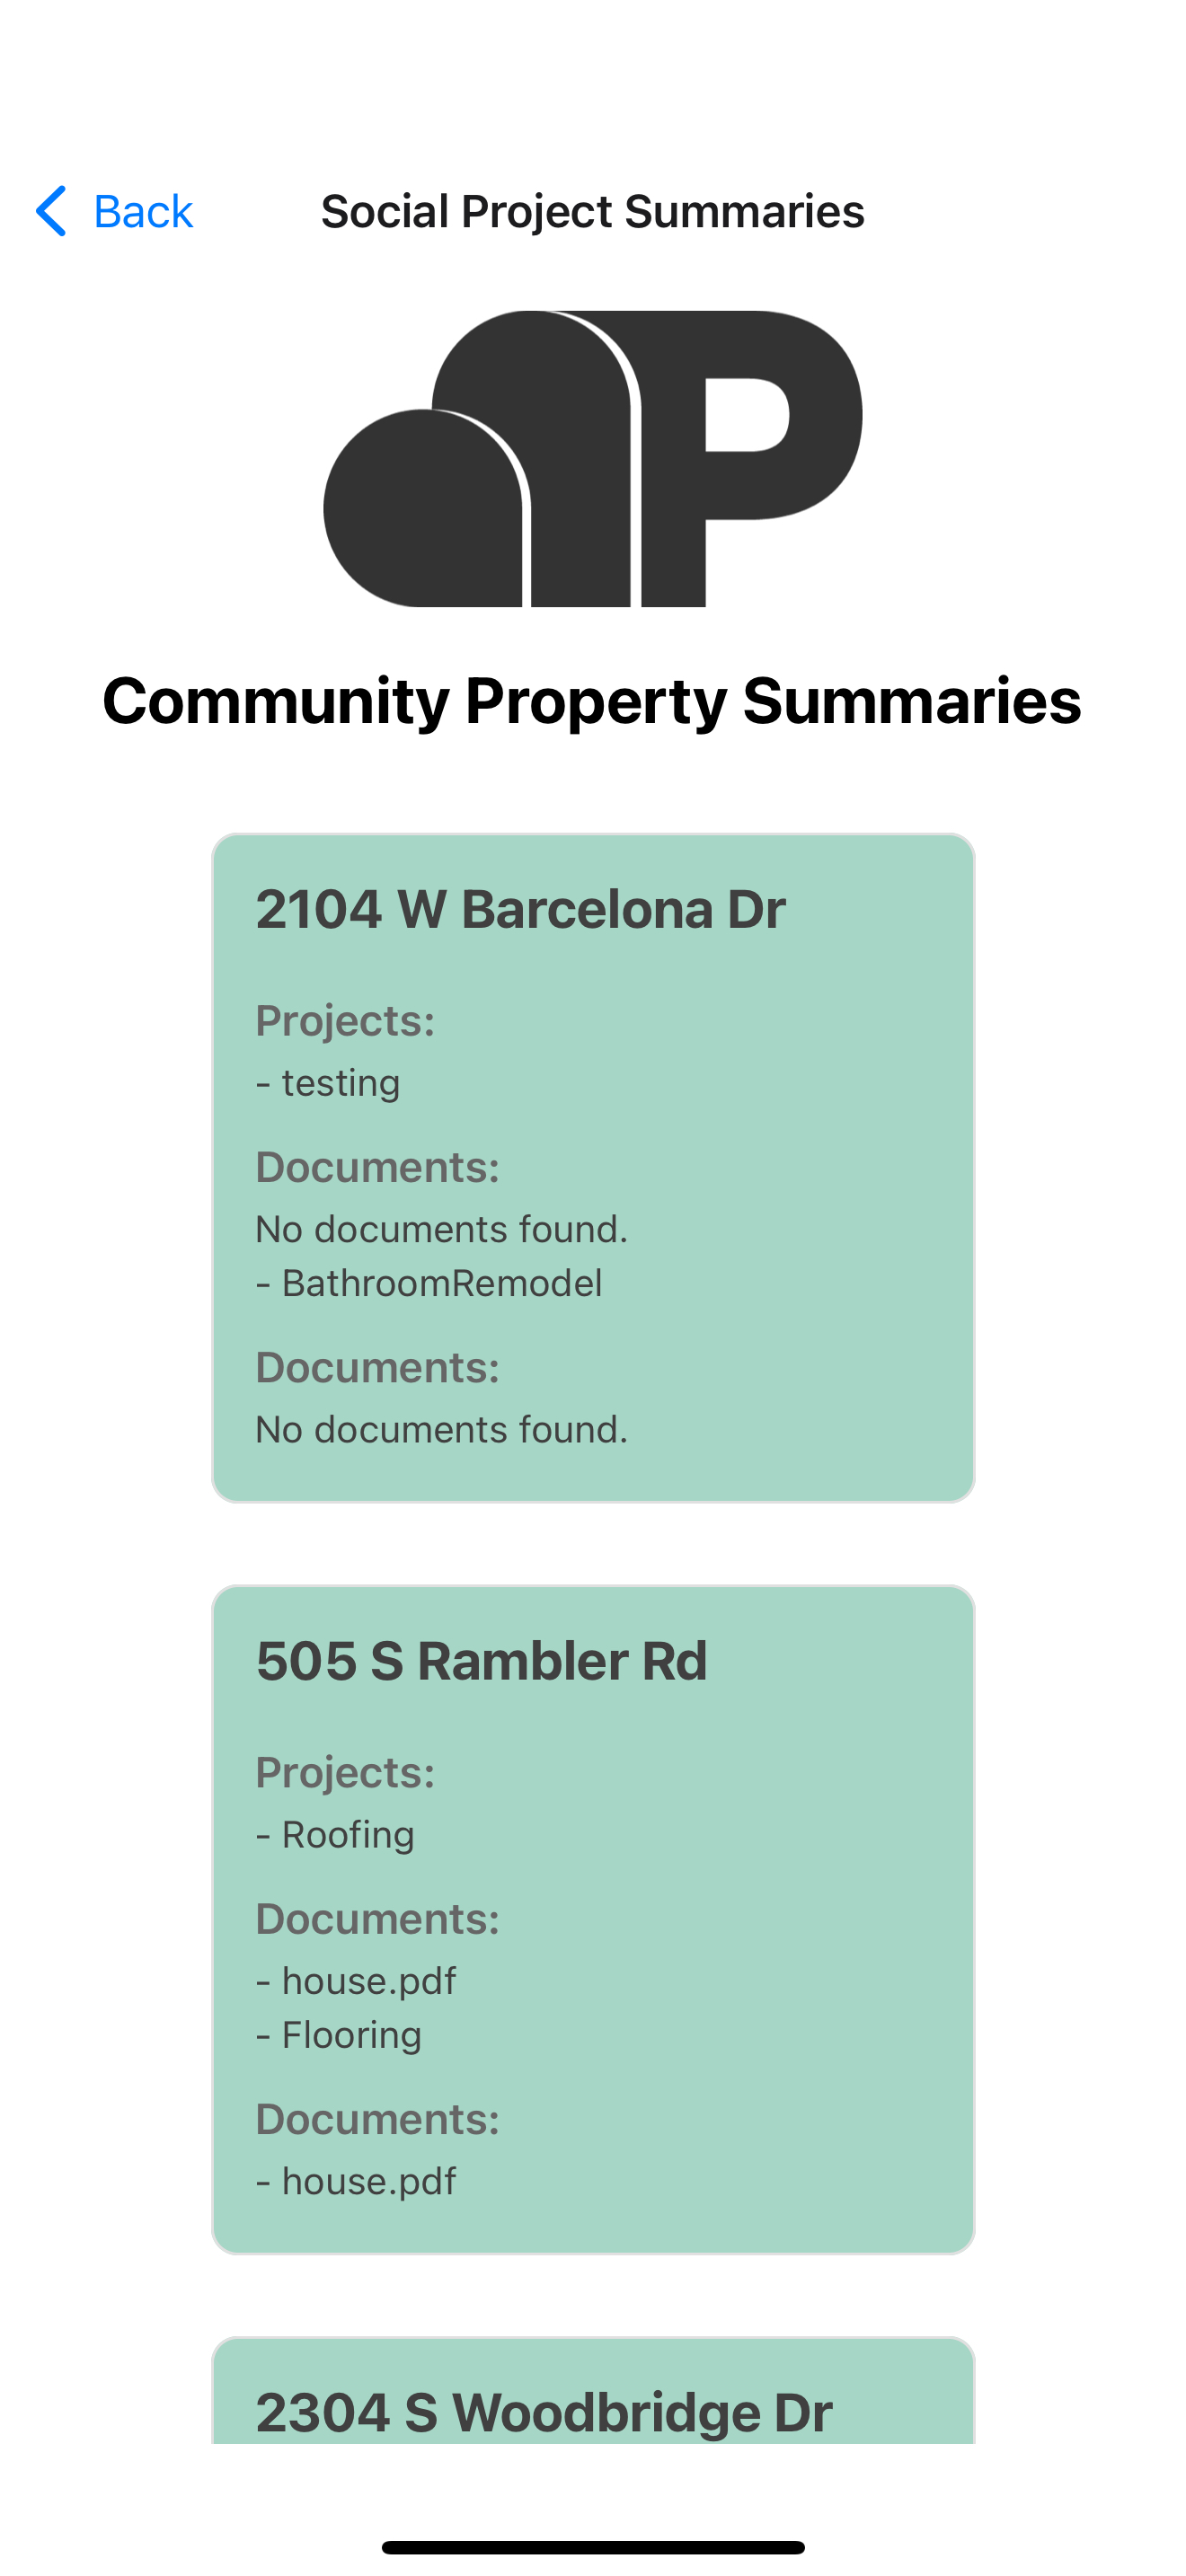 Back
Social Project Summaries
P
Community Property Summaries
2104 W Barcelona Dr
Projects:
- testing
Documents:
No documents found.
- BathroomRemodel
Documents:
No documents found.
505 S Rambler Rd
Projects:
- Roofing
Documents:
- house.pdf
- Flooring
Documents:
- house.pdf
2304 S Woodbridge Dr